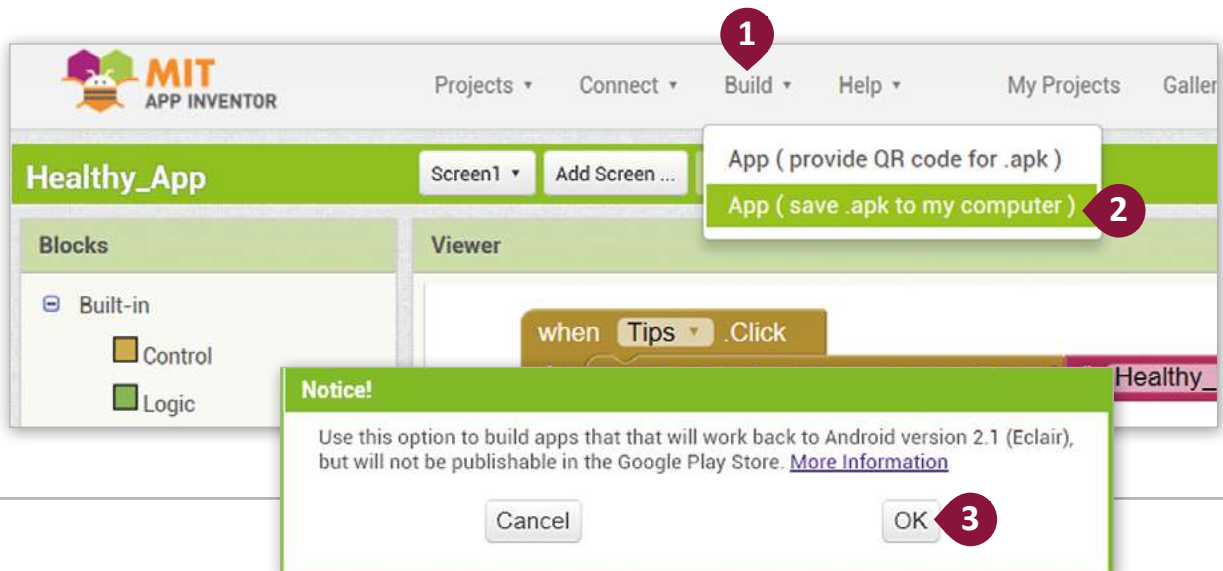 1
MIT
APP INVENTOR
Projects Connect Build Help My Projects Galler
Healthy_App
Screen1 Add Screen ...
App ( provide QR code for .apk )
App ( save .apk to my computer ) 2
Blocks
Viewer
Built-in
Control
Logic
when Tips .Click
Healthy_
Notice!
Use this option to build apps that that will work back to Android version 2.1 (Eclair),
but will not be publishable in the Google Play Store. More Information
Cancel OK 3